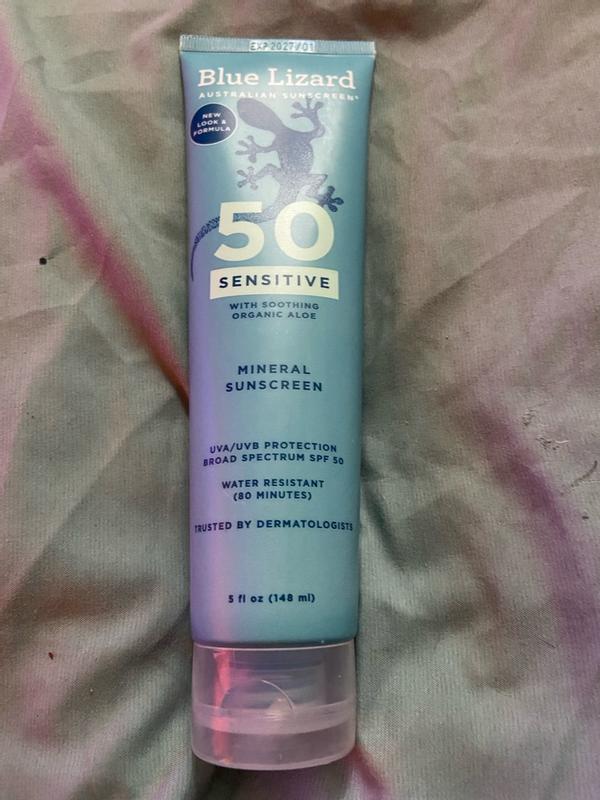 EXP 2027/01
Blue Lizard
AUSTRALIAN SUNSCREEN®
NEW
LOOK &
FORMULA
50
SENSITIVE
WITH SOOTHING
ORGANIC ALOE
MINERAL
SUNSCREEN
UVA/UVB PROTECTION
BROAD SPECTRUM SPF 50
WATER RESISTANT
(80 MINUTES)
TRUSTED BY DERMATOLOGISTS
5 fl oz (148 ml)